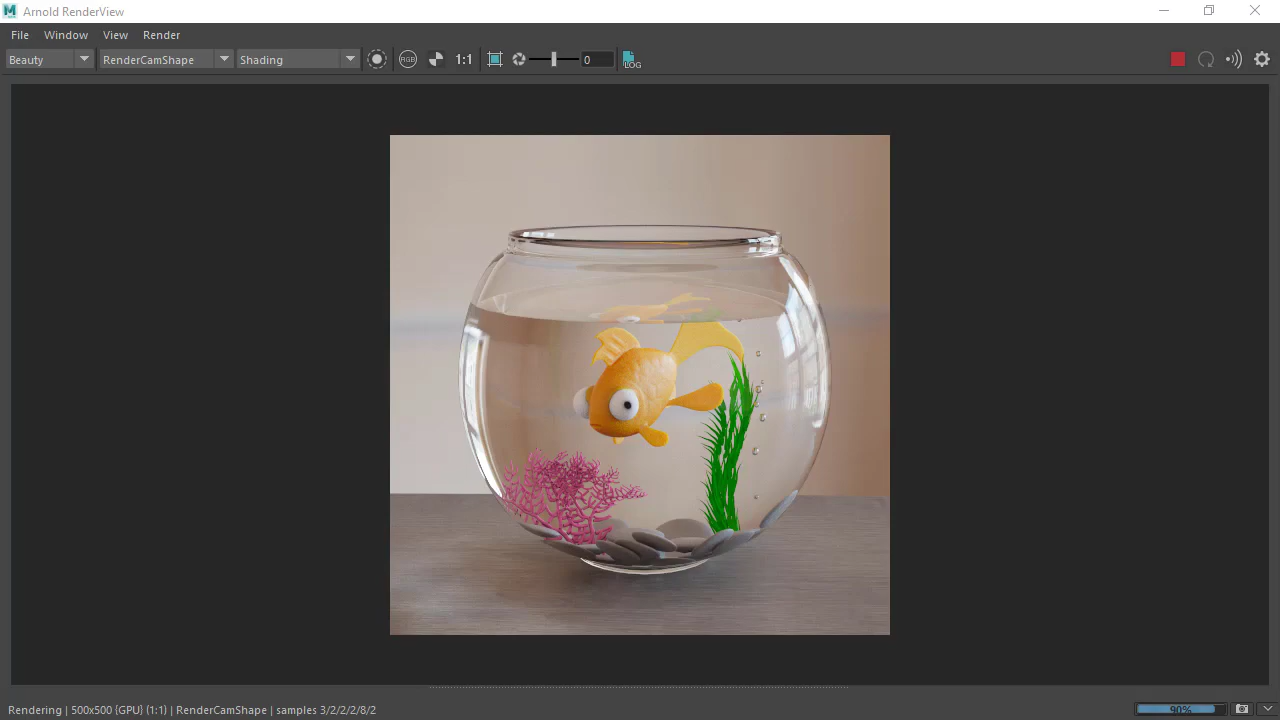 Arnold RenderView
File Window View Render
Beauty RenderCamShape Shading RGB 1:1 0 LOG
Rendering | 500x500 {GPU} (1:1) | RenderCamShape | samples 3/2/2/2/8/2
90%